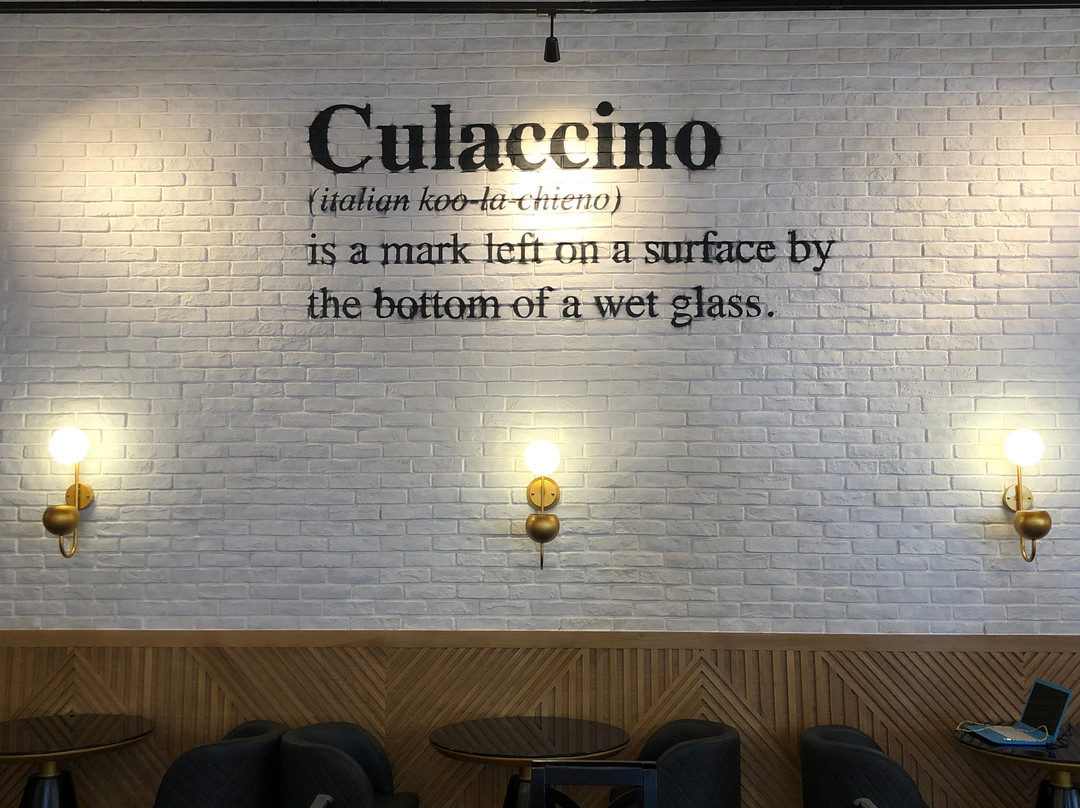 Culaccino
(italian koo-la-chieno)
is a mark left on a surface by
the bottom of a wet glass.